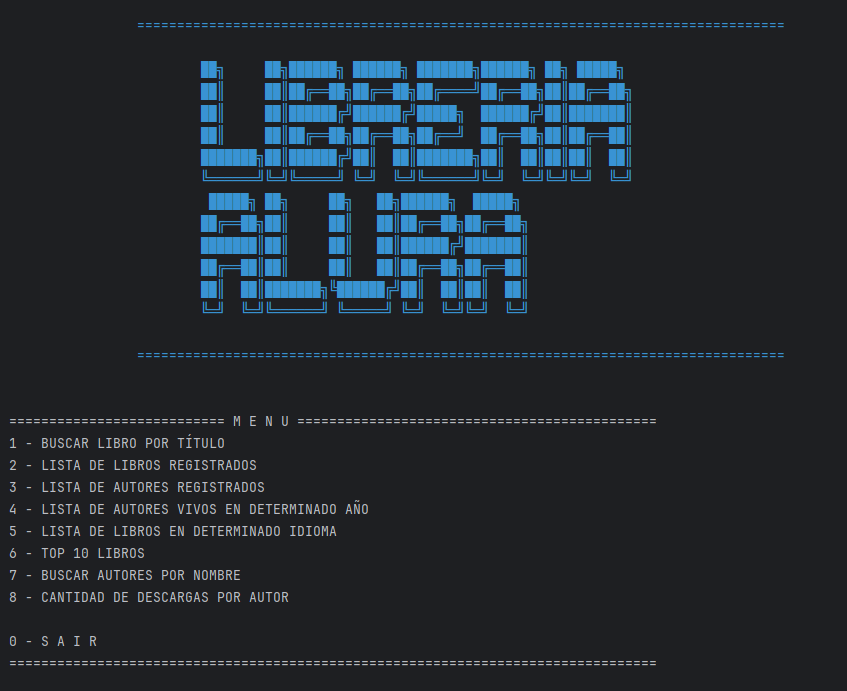 =================================================================================
LIBRERIA
ALURA
=================================================================================
=========================== M E N U =============================================
1 - BUSCAR LIBRO POR TÍTULO
2 - LISTA DE LIBROS REGISTRADOS
3 - LISTA DE AUTORES REGISTRADOS
4 - LISTA DE AUTORES VIVOS EN DETERMINADO AÑO
5 - LISTA DE LIBROS EN DETERMINADO IDIOMA
6 - TOP 10 LIBROS
7 - BUSCAR AUTORES POR NOMBRE
8 - CANTIDAD DE DESCARGAS POR AUTOR
0 - S A I R
=================================================================================